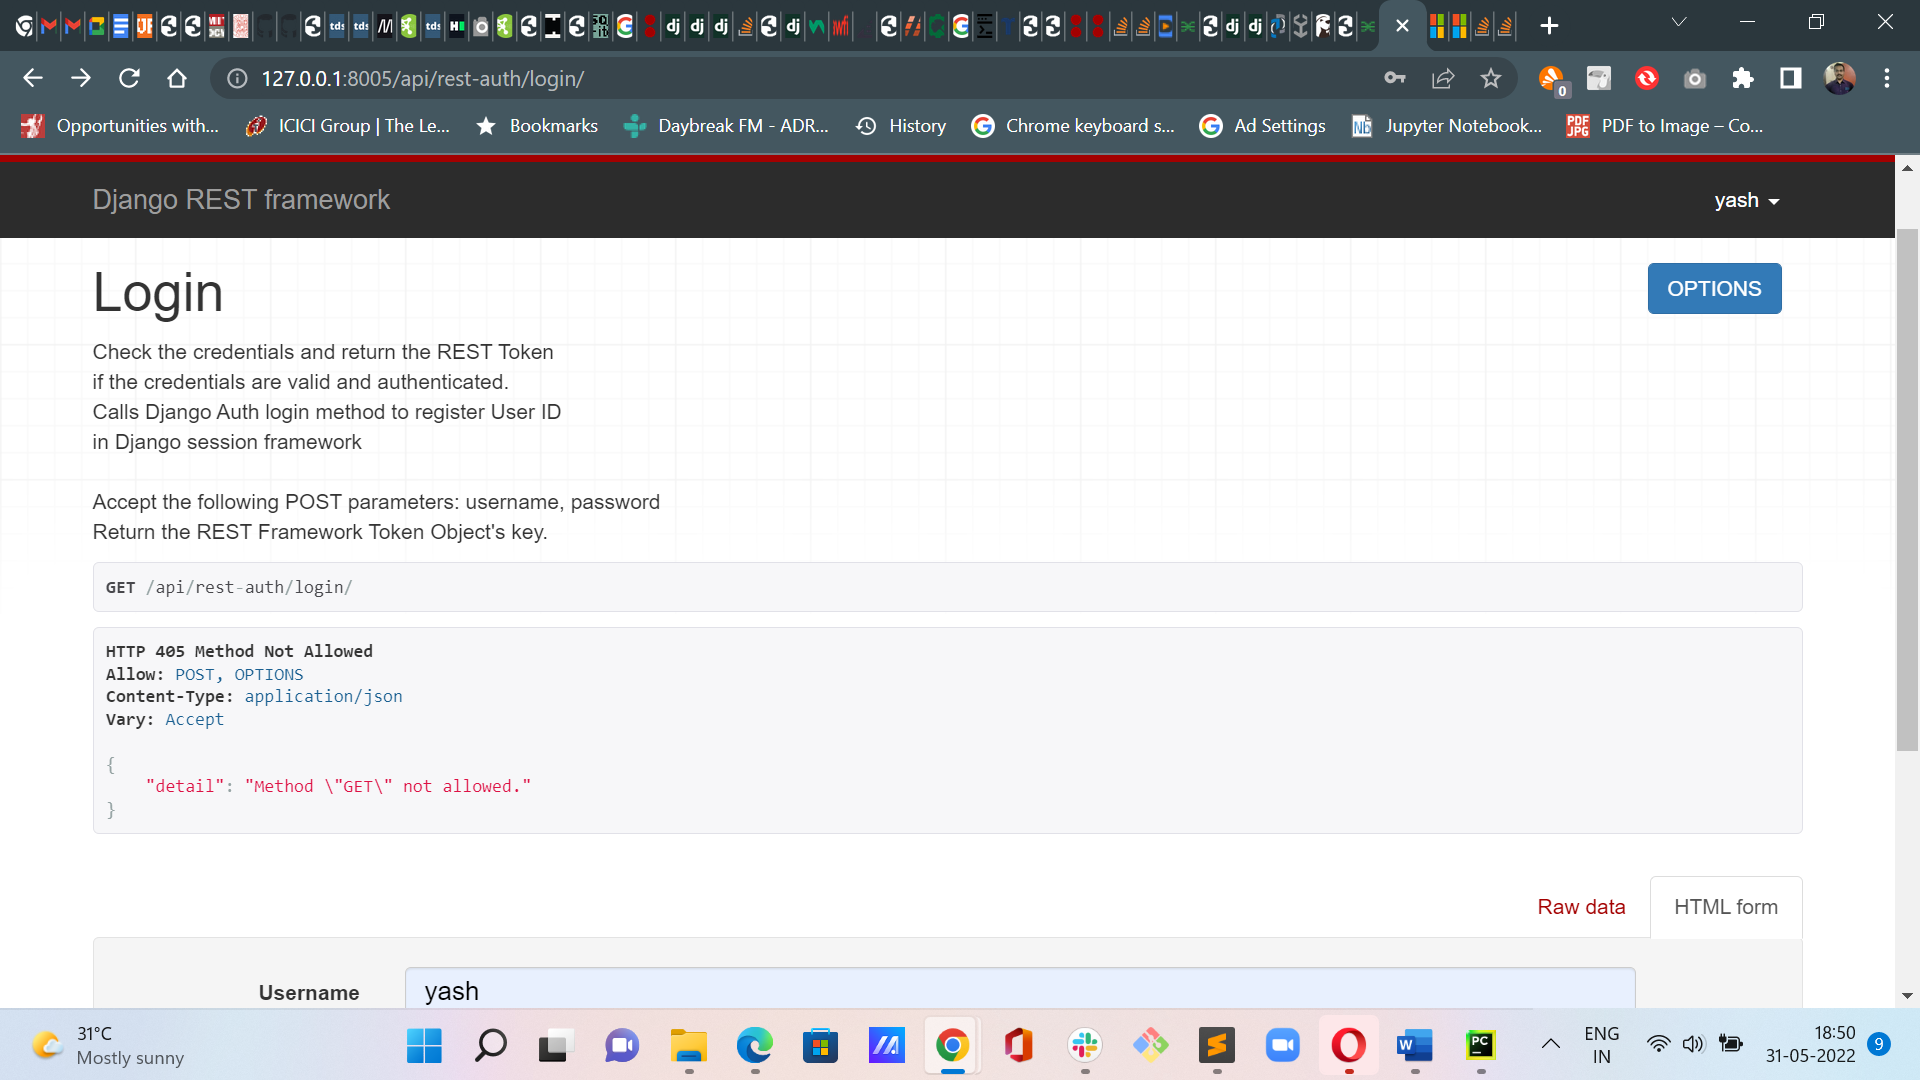 127.0.0.1:8005/api/rest-auth/login/
0
Opportunities with...
ICICI Group | The Le...
Bookmarks
Daybreak FM - ADR...
History
Chrome keyboard s...
Ad Settings
Jupyter Notebook...
PDF to Image – Co...
Django REST framework
yash
Login
OPTIONS
Check the credentials and return the REST Token
if the credentials are valid and authenticated.
Calls Django Auth login method to register User ID
in Django session framework
Accept the following POST parameters: username, password
Return the REST Framework Token Object's key.
GET /api/rest-auth/login/
HTTP 405 Method Not Allowed
Allow: POST, OPTIONS
Content-Type: application/json
Vary: Accept
{
"detail": "Method \"GET\" not allowed."
}
Raw data
HTML form
Username
yash
31°C
Mostly sunny
ENG
IN
18:50
31-05-2022
9